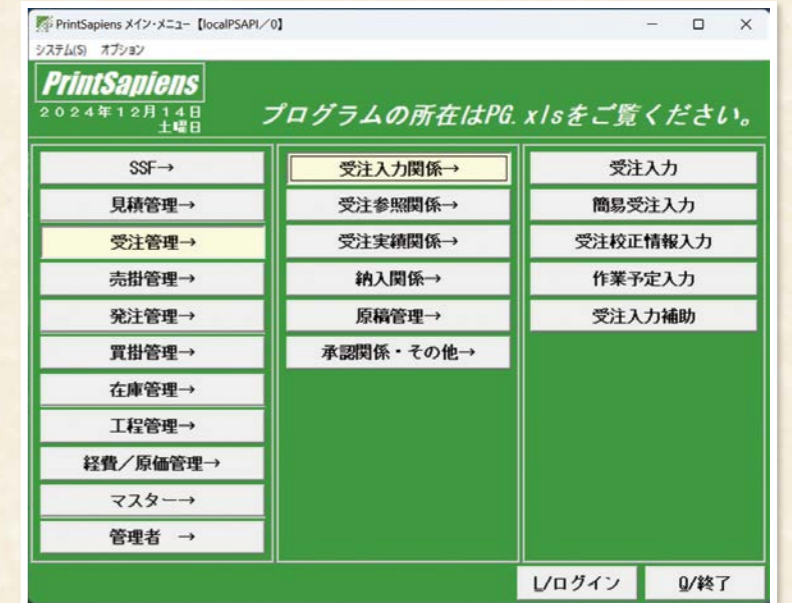 PrintSapiens メイン・メニュー 【localPSAPI／0】
システム(S) オプション
PrintSapiens
2024年12月14日
土曜日
プログラムの所在はPG.xlsをご覧ください。
SSF→
見積管理→
受注管理→
売掛管理→
発注管理→
買掛管理→
在庫管理→
工程管理→
経費／原価管理→
マスター→
管理者 →
受注入力関係→
受注参照関係→
受注実績関係→
納入関係→
原稿管理→
承認関係・その他→
受注入力
簡易受注入力
受注校正情報入力
作業予定入力
受注入力補助
L/ログイン
Q/終了